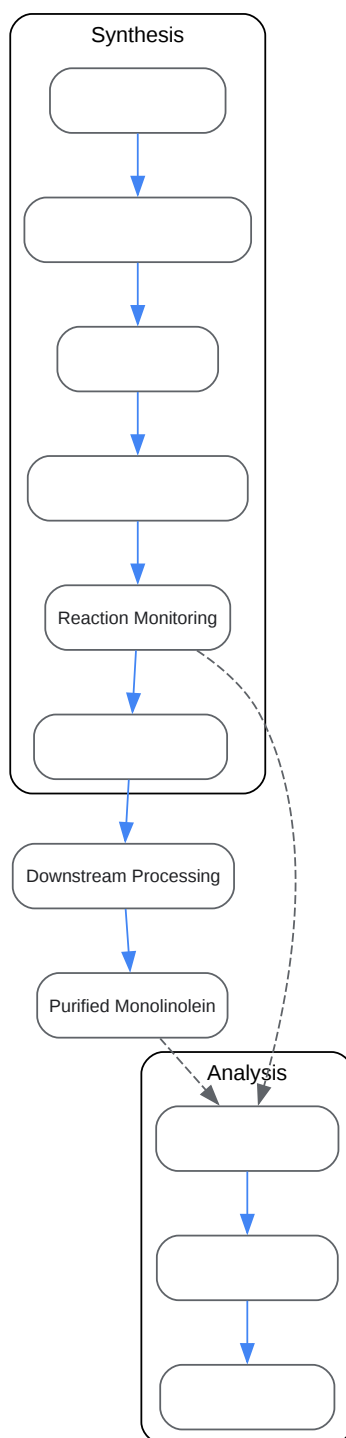 Synthesis
Reaction Monitoring
Downstream Processing
Purified Monolinolein
Analysis